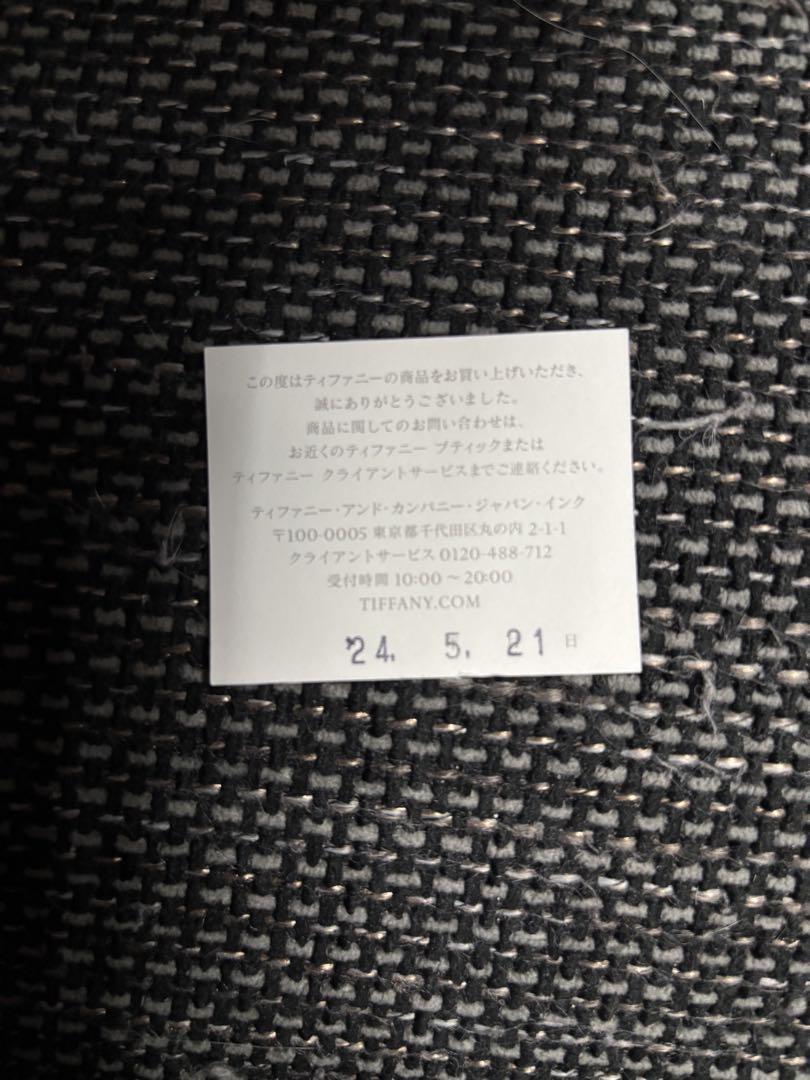 この度はティファニーの商品をお買い上げいただき、
誠にありがとうございました。
商品に関してのお問い合わせは、
お近くのティファニー ブティックまたは
ティファニー クライアントサービスまでご連絡ください。
ティファニー・アンド・カンパニー・ジャパン・インク
〒100-0005 東京都千代田区丸の内 2-1-1
クライアントサービス 0120-488-712
受付時間 10:00 ~ 20:00
TIFFANY.COM
'24. 5. 21 日